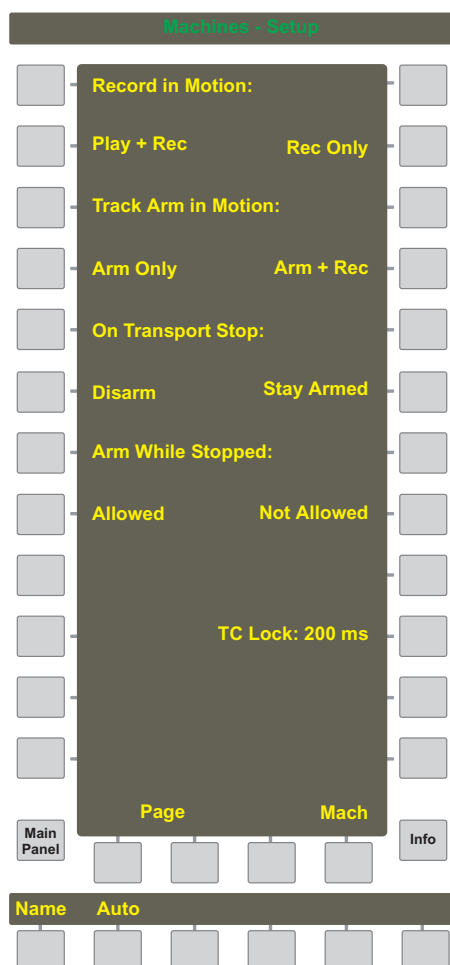 Machines - Setup
Record in Motion:
Play + Rec Rec Only
Track Arm in Motion:
Arm Only Arm + Rec
On Transport Stop:
Disarm Stay Armed
Arm While Stopped:
Allowed Not Allowed
TC Lock: 200 ms
Page Mach
Main
Panel
Info
Name Auto